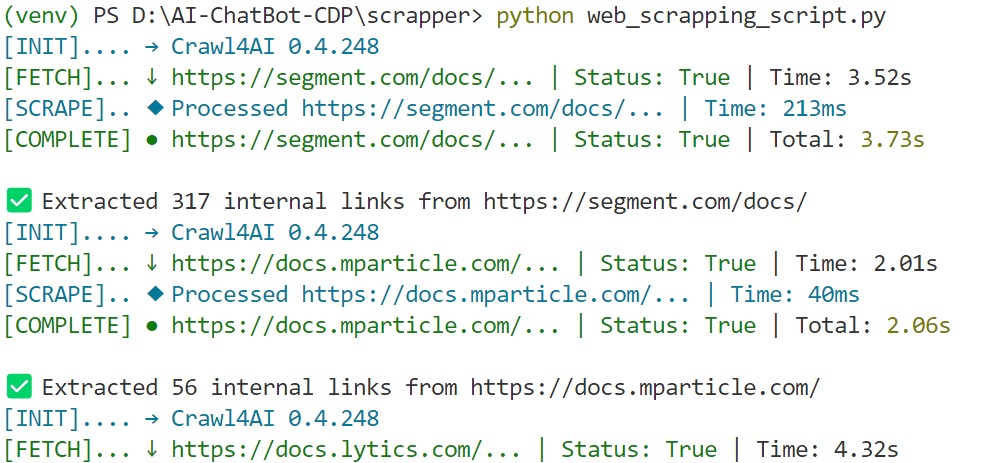 (venv) PS D:\AI-ChatBot-CDP\scrapper> python web_scrapping_script.py
[INIT].... → Crawl4AI 0.4.248
[FETCH]... ↓ https://segment.com/docs/... | Status: True | Time: 3.52s
[SCRAPE].. ◆ Processed https://segment.com/docs/... | Time: 213ms
[COMPLETE] ● https://segment.com/docs/... | Status: True | Total: 3.73s
✅ Extracted 317 internal links from https://segment.com/docs/
[INIT].... → Crawl4AI 0.4.248
[FETCH]... ↓ https://docs.mparticle.com/... | Status: True | Time: 2.01s
[SCRAPE].. ◆ Processed https://docs.mparticle.com/... | Time: 40ms
[COMPLETE] ● https://docs.mparticle.com/... | Status: True | Total: 2.06s
✅ Extracted 56 internal links from https://docs.mparticle.com/
[INIT].... → Crawl4AI 0.4.248
[FETCH]... ↓ https://docs.lytics.com/... | Status: True | Time: 4.32s